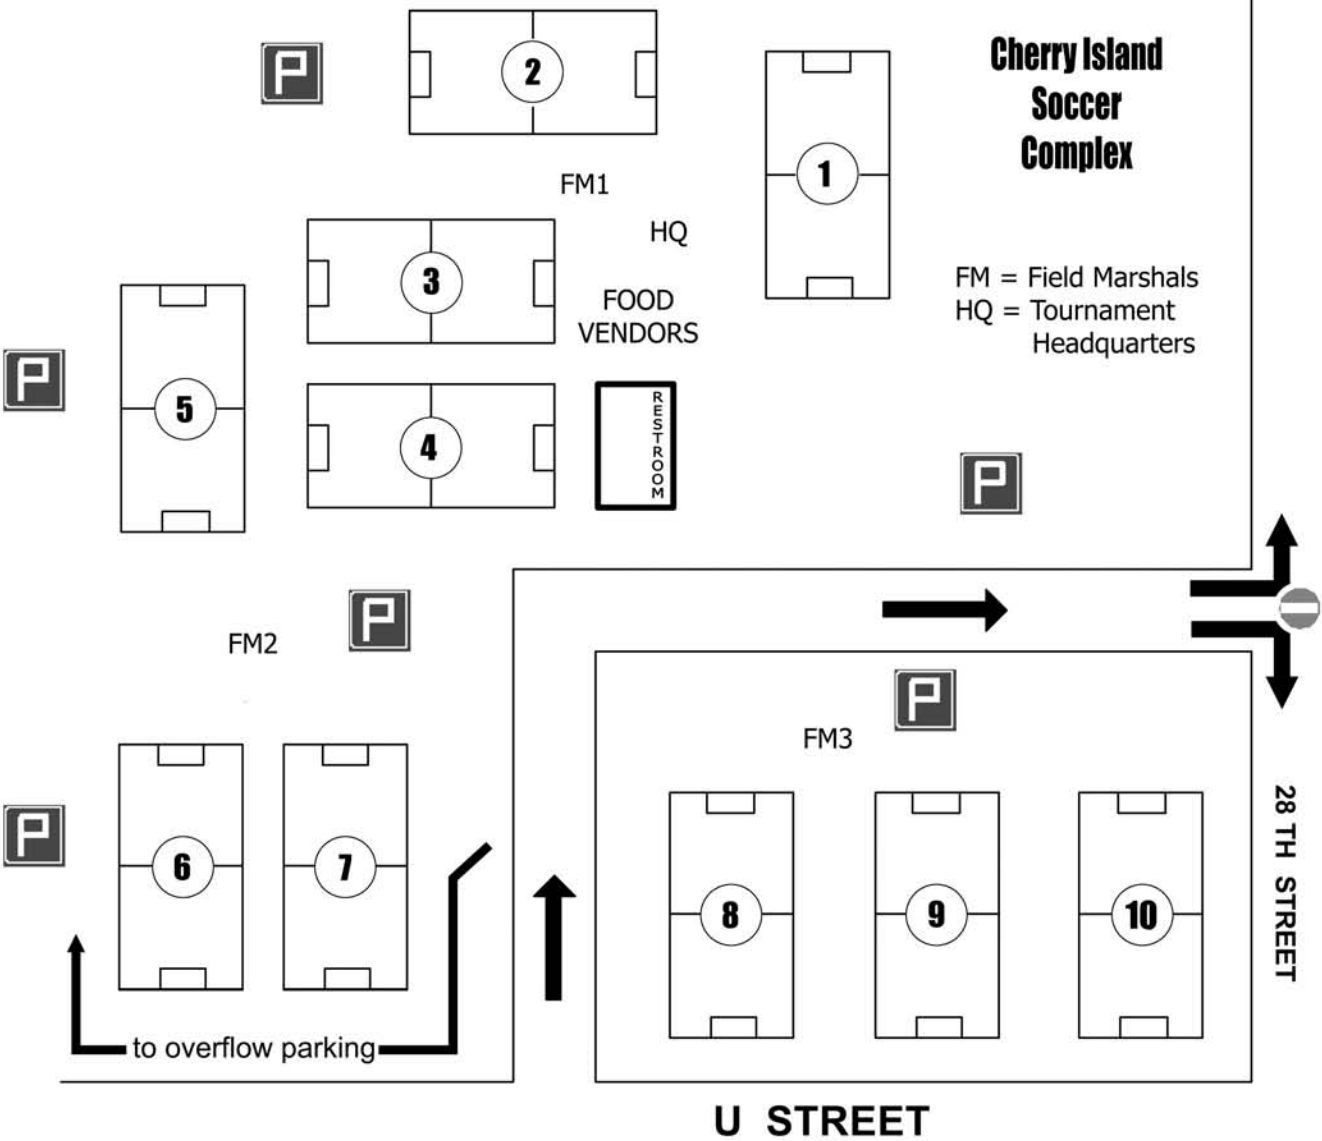 P
2
1
Cherry Island
Soccer
Complex
FM1
HQ
3
FOOD
VENDORS
FM = Field Marshals
HQ = Tournament
Headquarters
P
5
4
RESTROOM
P
P
FM2
P
FM3
P
6
7
8
9
10
28 TH STREET
to overflow parking
U STREET